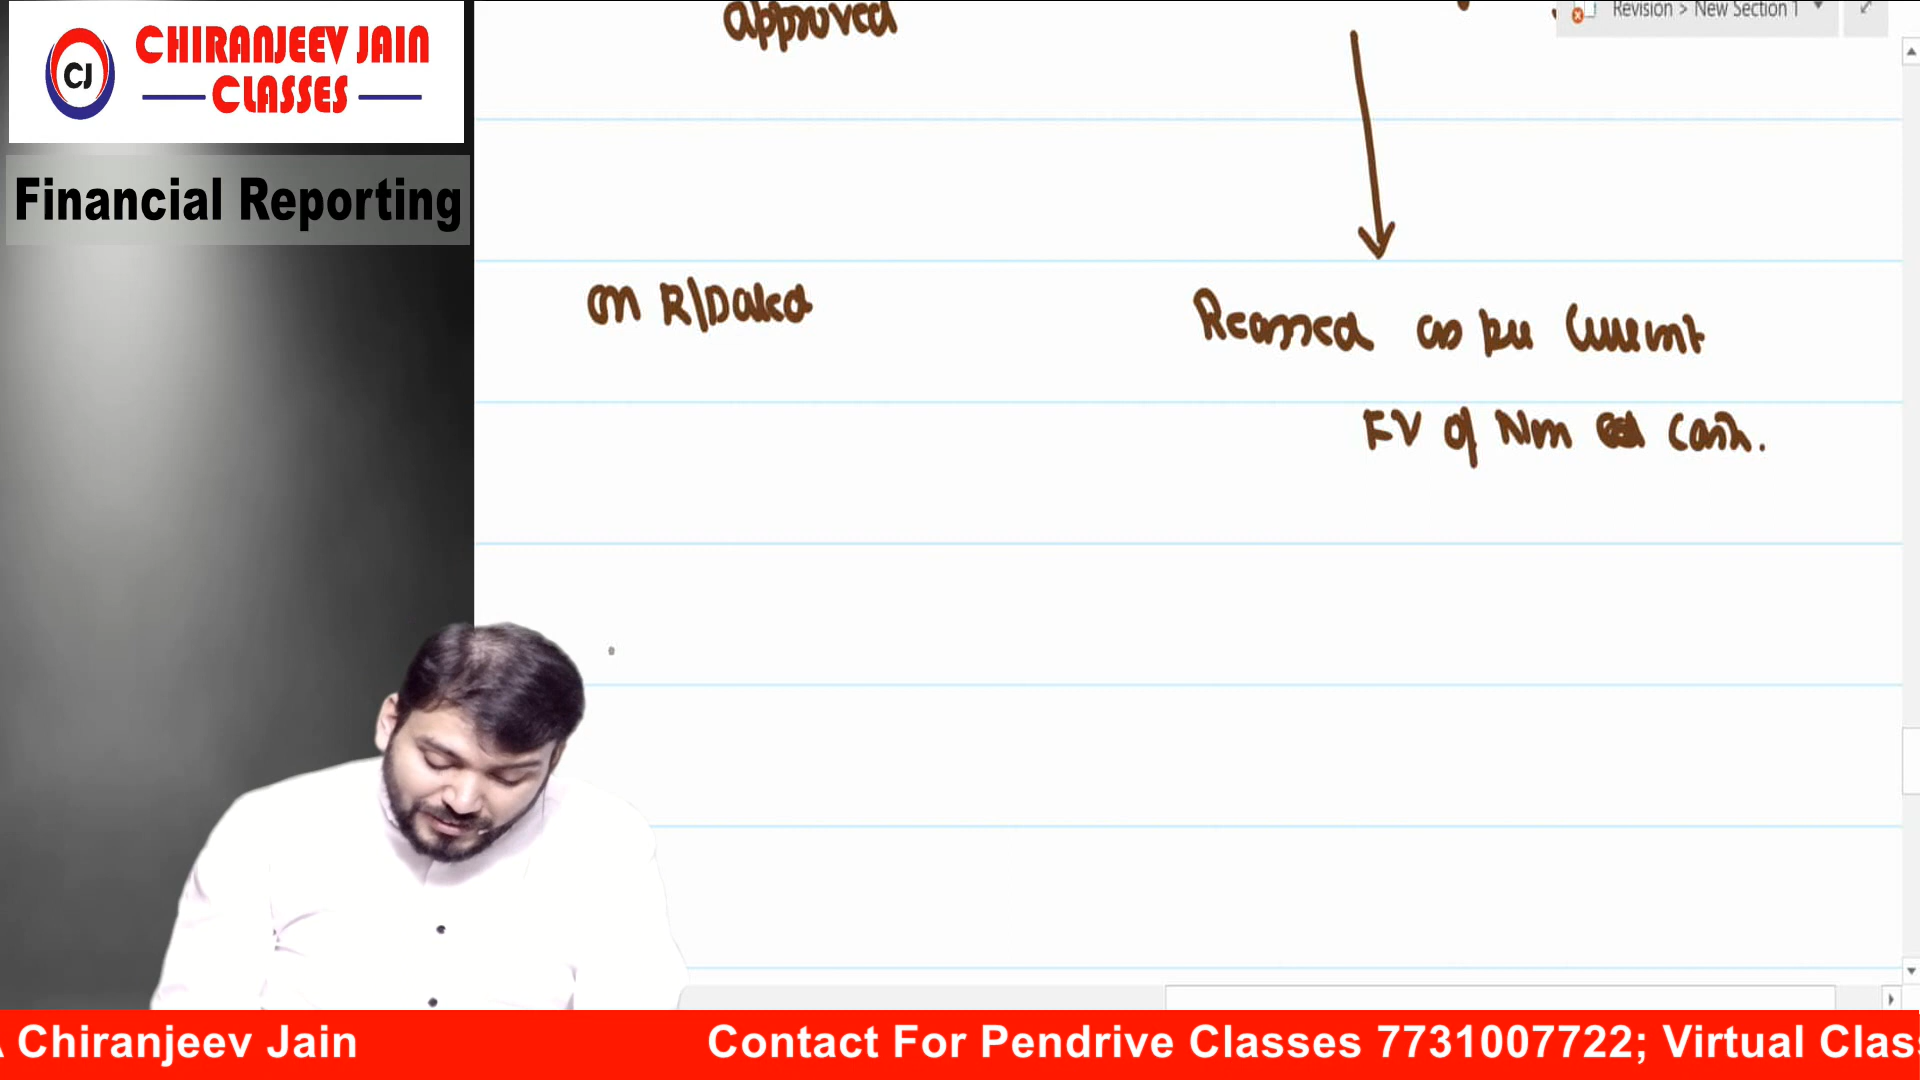 CHIRANJEEV JAIN
CLASSES
CJ
Financial Reporting
approved
Revision > New Section 1
on R/Date
as per Current
FV of Non Cash.
Chiranjeev Jain
Contact For Pendrive Classes 7731007722; Virtual Clas